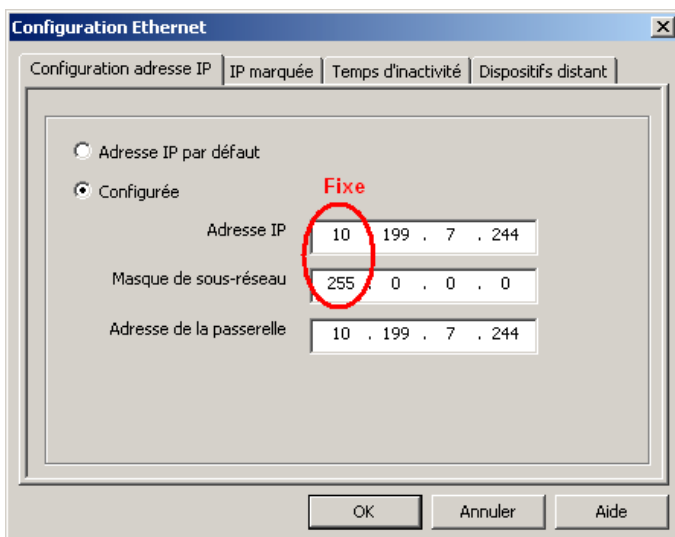 Configuration Ethernet
Configuration adresse IP IP marquée Temps d'inactivité Dispositifs distant
Adresse IP par défaut
Configurée Fixe
Adresse IP 10 199 . 7 . 244
Masque de sous-réseau 255 . 0 . 0 . 0
Adresse de la passerelle 10 . 199 . 7 . 244
OK Annuler Aide